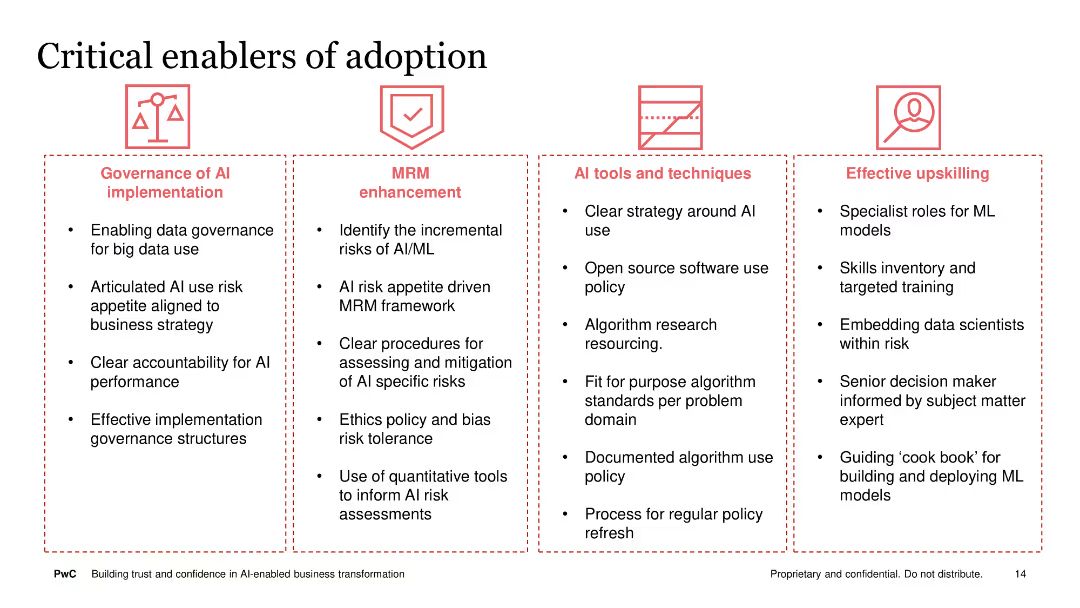 Critical enablers of adoption
Governance of AI
implementation
• Enabling data governance
for big data use
• Articulated AI use risk
appetite aligned to
business strategy
• Clear accountability for AI
performance
• Effective implementation
governance structures
MRM
enhancement
• Identify the incremental
risks of AI/ML
• AI risk appetite driven
MRM framework
• Clear procedures for
assessing and mitigation
of AI specific risks
• Ethics policy and bias
risk tolerance
• Use of quantitative tools
to inform AI risk
assessments
AI tools and techniques
• Clear strategy around AI
use
• Open source software use
policy
• Algorithm research
resourcing.
• Fit for purpose algorithm
standards per problem
domain
• Documented algorithm use
policy
• Process for regular policy
refresh
Effective upskilling
• Specialist roles for ML
models
• Skills inventory and
targeted training
• Embedding data scientists
within risk
• Senior decision maker
informed by subject matter
expert
• Guiding ‘cook book’ for
building and deploying ML
models
PwC Building trust and confidence in AI-enabled business transformation
Proprietary and confidential. Do not distribute. 14